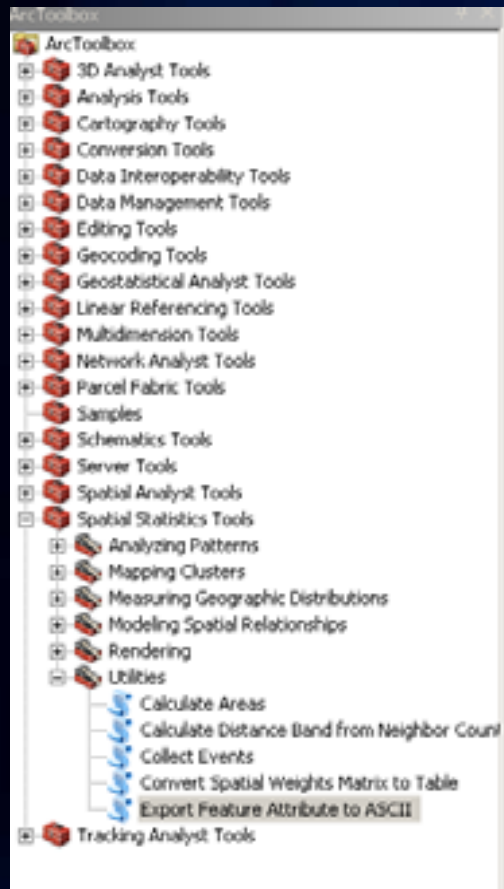 ArcToolbox
ArcToolbox
3D Analyst Tools
Analysis Tools
Cartography Tools
Conversion Tools
Data Interoperability Tools
Data Management Tools
Editing Tools
Geocoding Tools
Geostatistical Analyst Tools
Linear Referencing Tools
Multidimension Tools
Network Analyst Tools
Parcel Fabric Tools
Samples
Schematics Tools
Server Tools
Spatial Analyst Tools
Spatial Statistics Tools
Analyzing Patterns
Mapping Clusters
Measuring Geographic Distributions
Modeling Spatial Relationships
Rendering
Utilities
Calculate Areas
Calculate Distance Band from Neighbor Count
Collect Events
Convert Spatial Weights Matrix to Table
Export Feature Attribute to ASCII
Tracking Analyst Tools